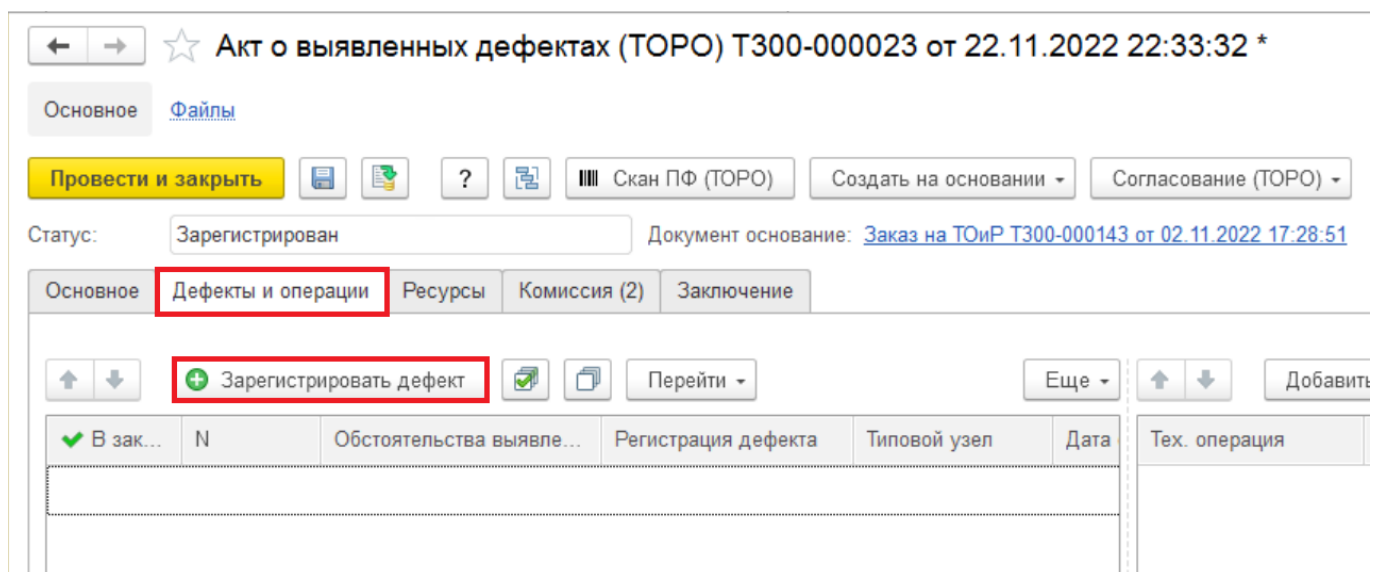 Акт о выявленных дефектах (ТОРО) Т300-000023 от 22.11.2022 22:33:32 *
Основное Файлы
Провести и закрыть ? Скан ПФ (ТОРО) Создать на основании Согласование (ТОРО)
Статус: Зарегистрирован Документ основание: Заказ на ТОиР Т300-000143 от 02.11.2022 17:28:51
Основное Дефекты и операции Ресурсы Комиссия (2) Заключение
Зарегистрировать дефект Перейти Еще Добавить
В зак... N Обстоятельства выявле... Регистрация дефекта Типовой узел Дата Тех. операция